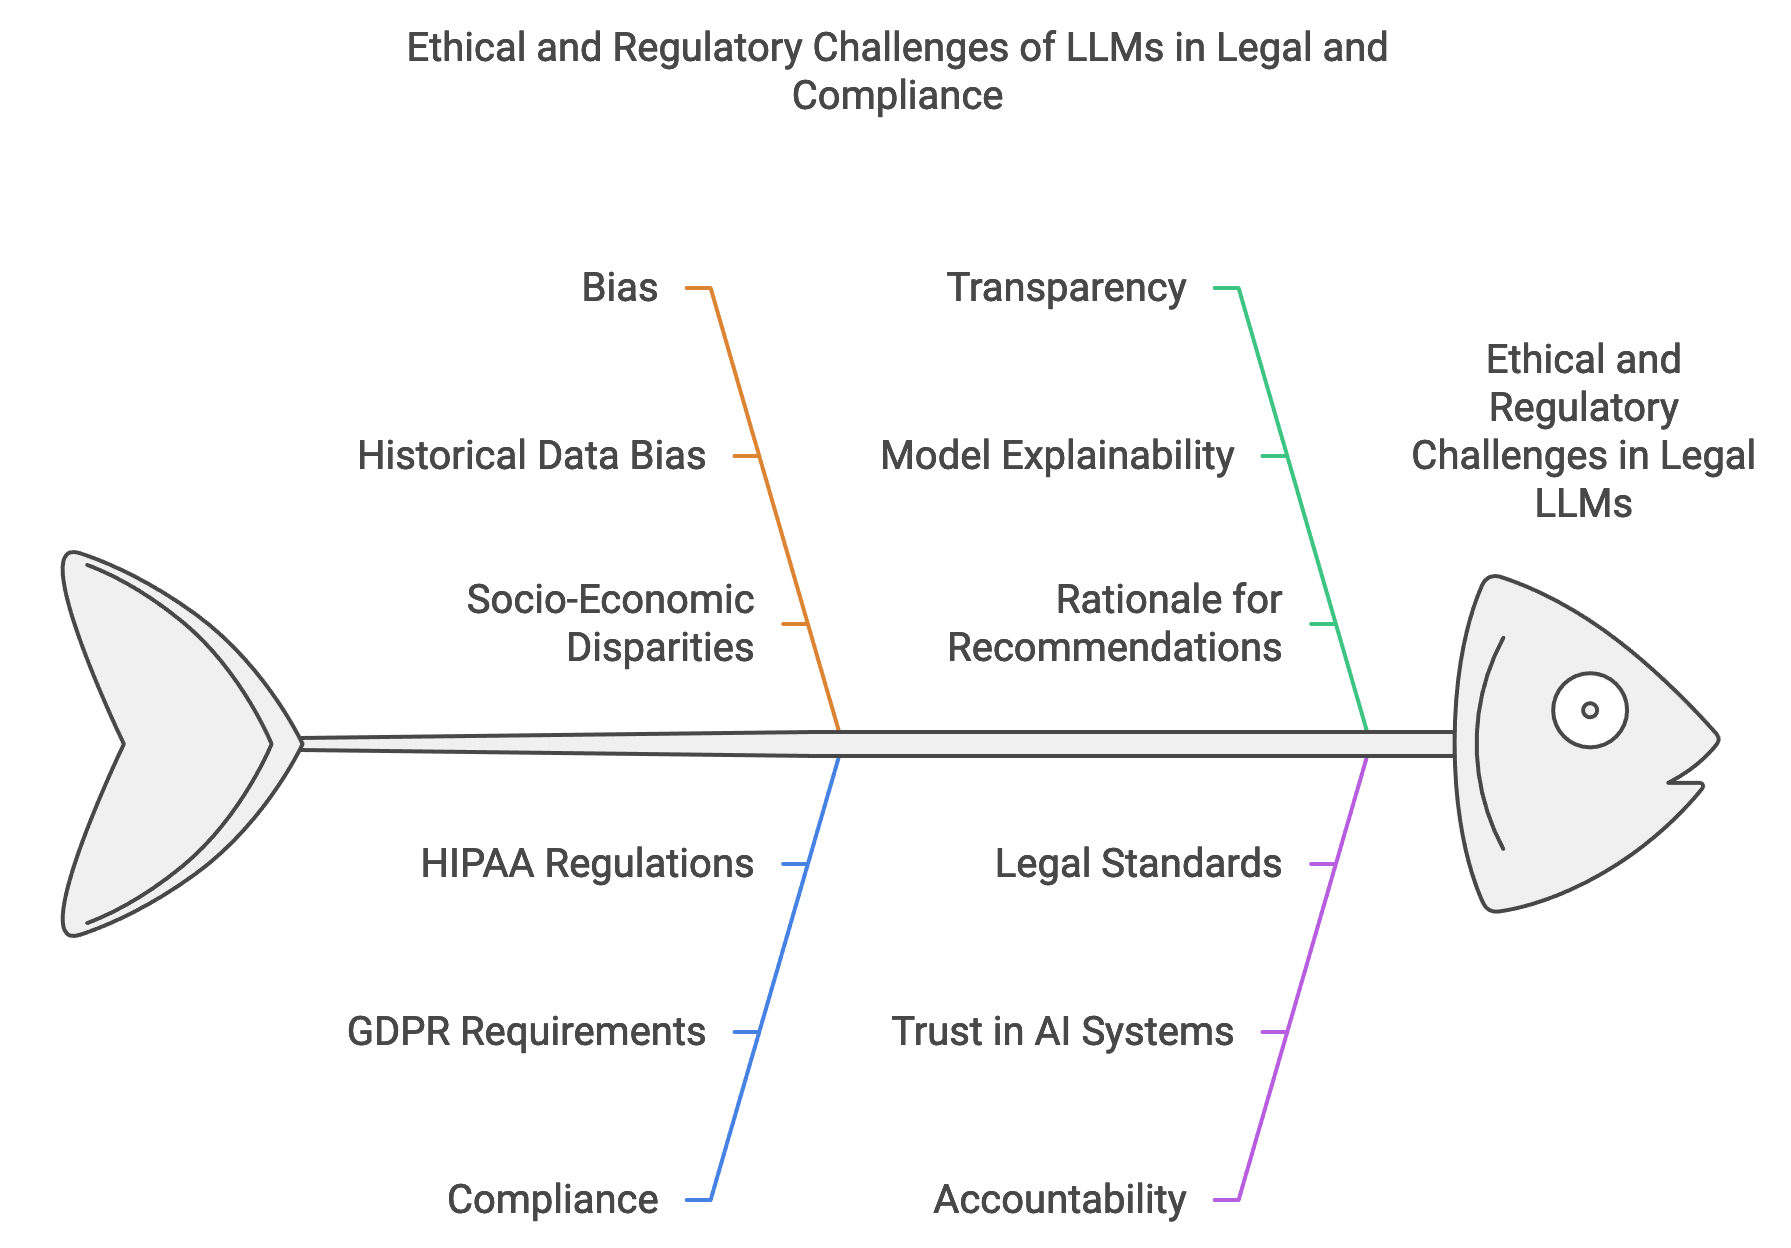 Ethical and Regulatory Challenges of LLMs in Legal and
Compliance
Bias
Historical Data Bias
Socio-Economic
Disparities
Transparency
Model Explainability
Rationale for
Recommendations
Ethical and
Regulatory
Challenges in Legal
LLMs
HIPAA Regulations
GDPR Requirements
Compliance
Legal Standards
Trust in AI Systems
Accountability